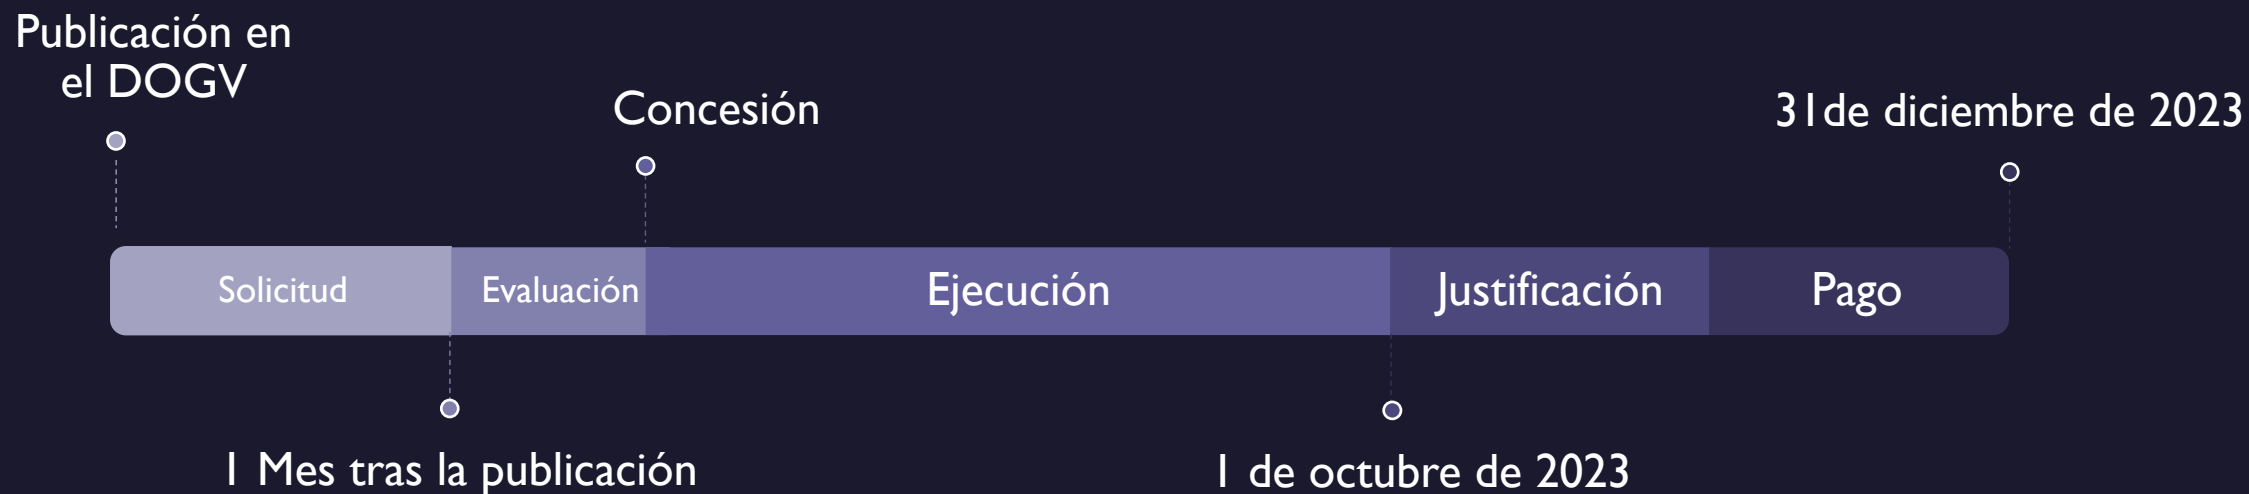 Publicación en
el DOGV
Concesión
31de diciembre de 2023
Solicitud
Evaluación
Ejecución
Justificación
Pago
1 Mes tras la publicación
1 de octubre de 2023